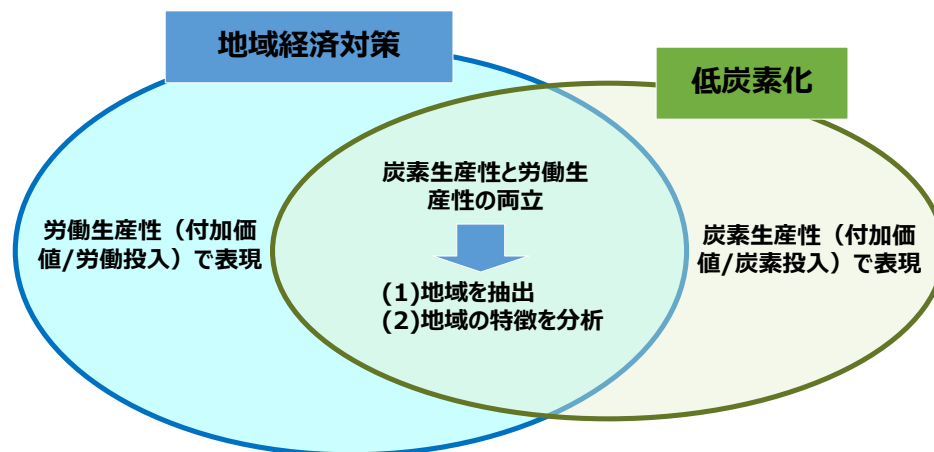 地域経済対策
低炭素化
炭素生産性と労働生
産性の両立
労働生産性（付加価
値/労働投入）で表現
炭素生産性（付加価
値/炭素投入）で表現
(1)地域を抽出
(2)地域の特徴を分析